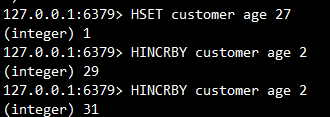 127.0.0.1:6379> HSET customer age 27
(integer) 1
127.0.0.1:6379> HINCRBY customer age 2
(integer) 29
127.0.0.1:6379> HINCRBY customer age 2
(integer) 31